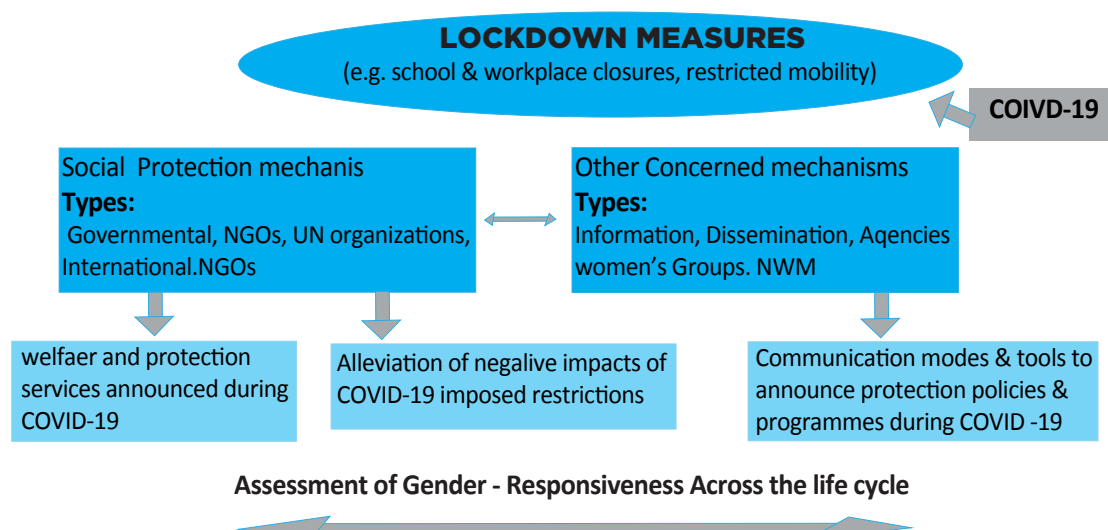 LOCKDOWN MEASURES
(e.g. school & workplace closures, restricted mobility)
COIVD-19
Social Protection mechanis
Types:
Governmental, NGOs, UN organizations,
International.NGOs
Other Concerned mechanisms
Types:
Information, Dissemination, Aqencies
women's Groups. NWM
welfaer and protection
services announced during
COVID-19
Alleviation of negalive impacts of
COVID-19 imposed restrictions
Communication modes & tools to
announce protection policies &
programmes during COVID -19
Assessment of Gender - Responsiveness Across the life cycle